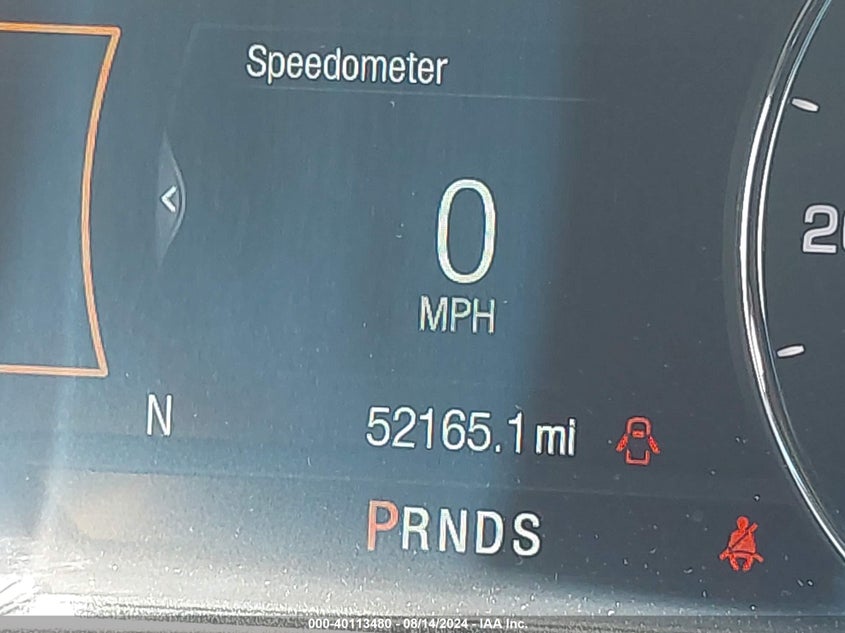 Speedometer
<
0
MPH
N
52165.1 mi
PRNDS
000-40113480 - 08/14/2024 - IAA Inc.